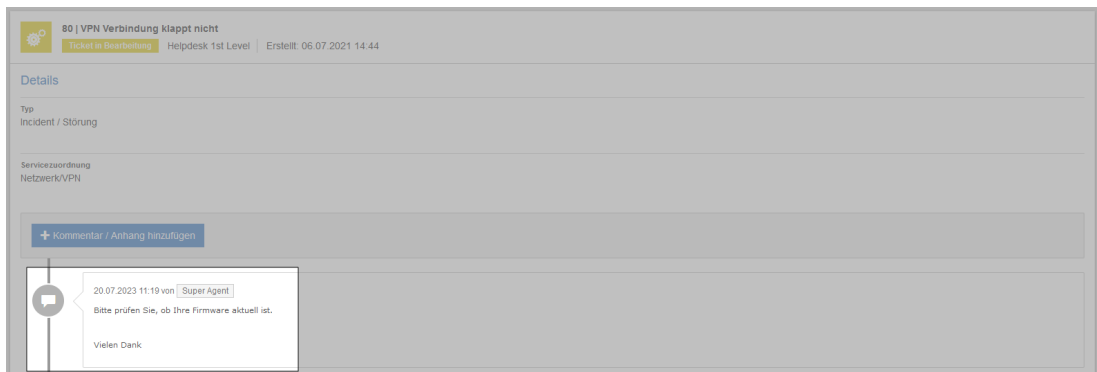 80 | VPN Verbindung klappt nicht
Ticket in Bearbeitung Helpdesk 1st Level Erstellt: 06.07.2021 14:44
Details
Typ
Incident / Störung
Servicezuordnung
Netzwerk/VPN
+ Kommentar / Anhang hinzufügen
20.07.2023 11:19 von Super Agent
Bitte prüfen Sie, ob Ihre Firmware aktuell ist.
Vielen Dank